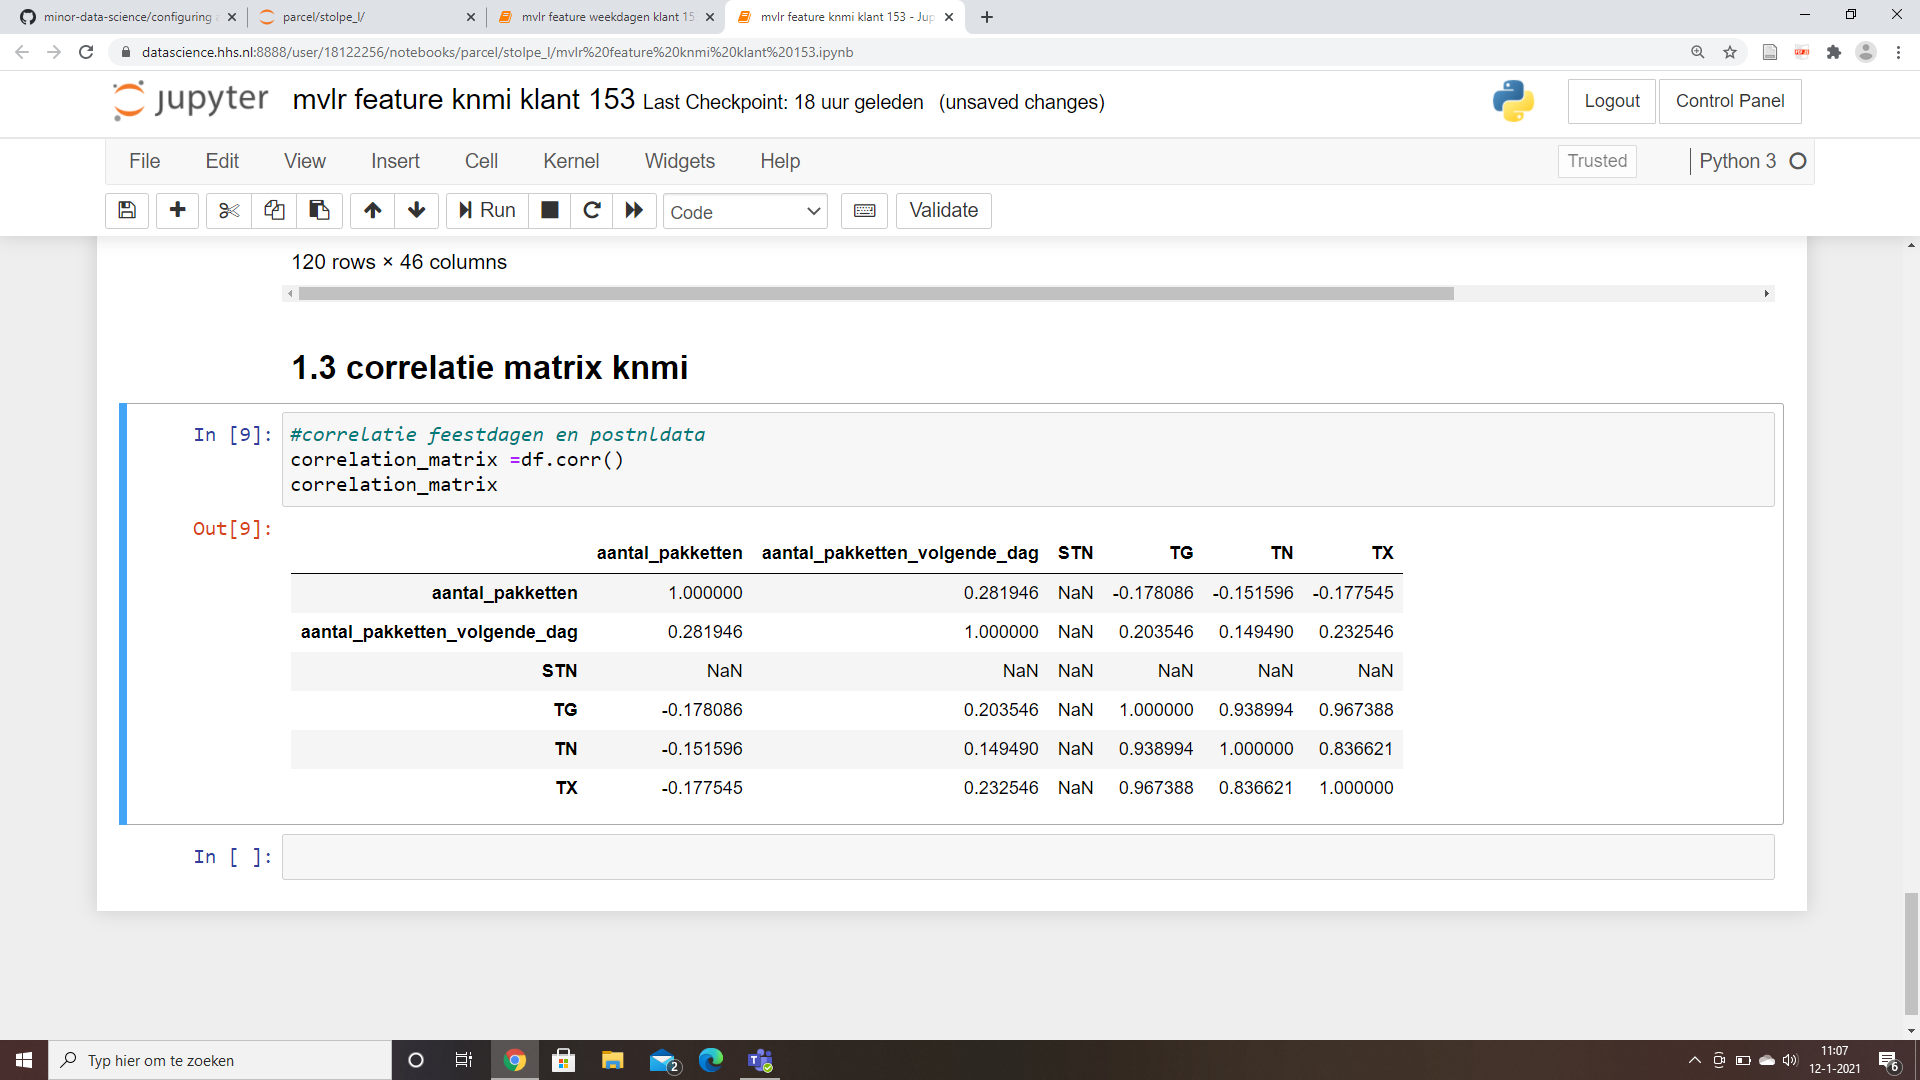 minor-data-science/configuring
parcel/stolpe_l/
mvlr feature weekdagen klant 15
mvlr feature knmi klant 153 - Jup
datascience.hhs.nl:8888/user/18122256/notebooks/parcel/stolpe_l/mvlr%20feature%20knmi%20klant%20153.ipynb
jupyter mvlr feature knmi klant 153 Last Checkpoint: 18 uur geleden (unsaved changes)
Logout Control Panel
File Edit View Insert Cell Kernel Widgets Help
Trusted Python 3
Run Code Validate
120 rows × 46 columns
1.3 correlatie matrix knmi
In [9]: #correlatie feestdagen en postnldata
correlation_matrix =df.corr()
correlation_matrix
Out[9]:
aantal_pakketten aantal_pakketten_volgende_dag STN TG TN TX
aantal_pakketten 1.000000 0.281946 NaN -0.178086 -0.151596 -0.177545
aantal_pakketten_volgende_dag 0.281946 1.000000 NaN 0.203546 0.149490 0.232546
STN NaN NaN NaN NaN NaN NaN
TG -0.178086 0.203546 NaN 1.000000 0.938994 0.967388
TN -0.151596 0.149490 NaN 0.938994 1.000000 0.836621
TX -0.177545 0.232546 NaN 0.967388 0.836621 1.000000
In [ ]:
Typ hier om te zoeken
2
11:07
12-1-2021
6